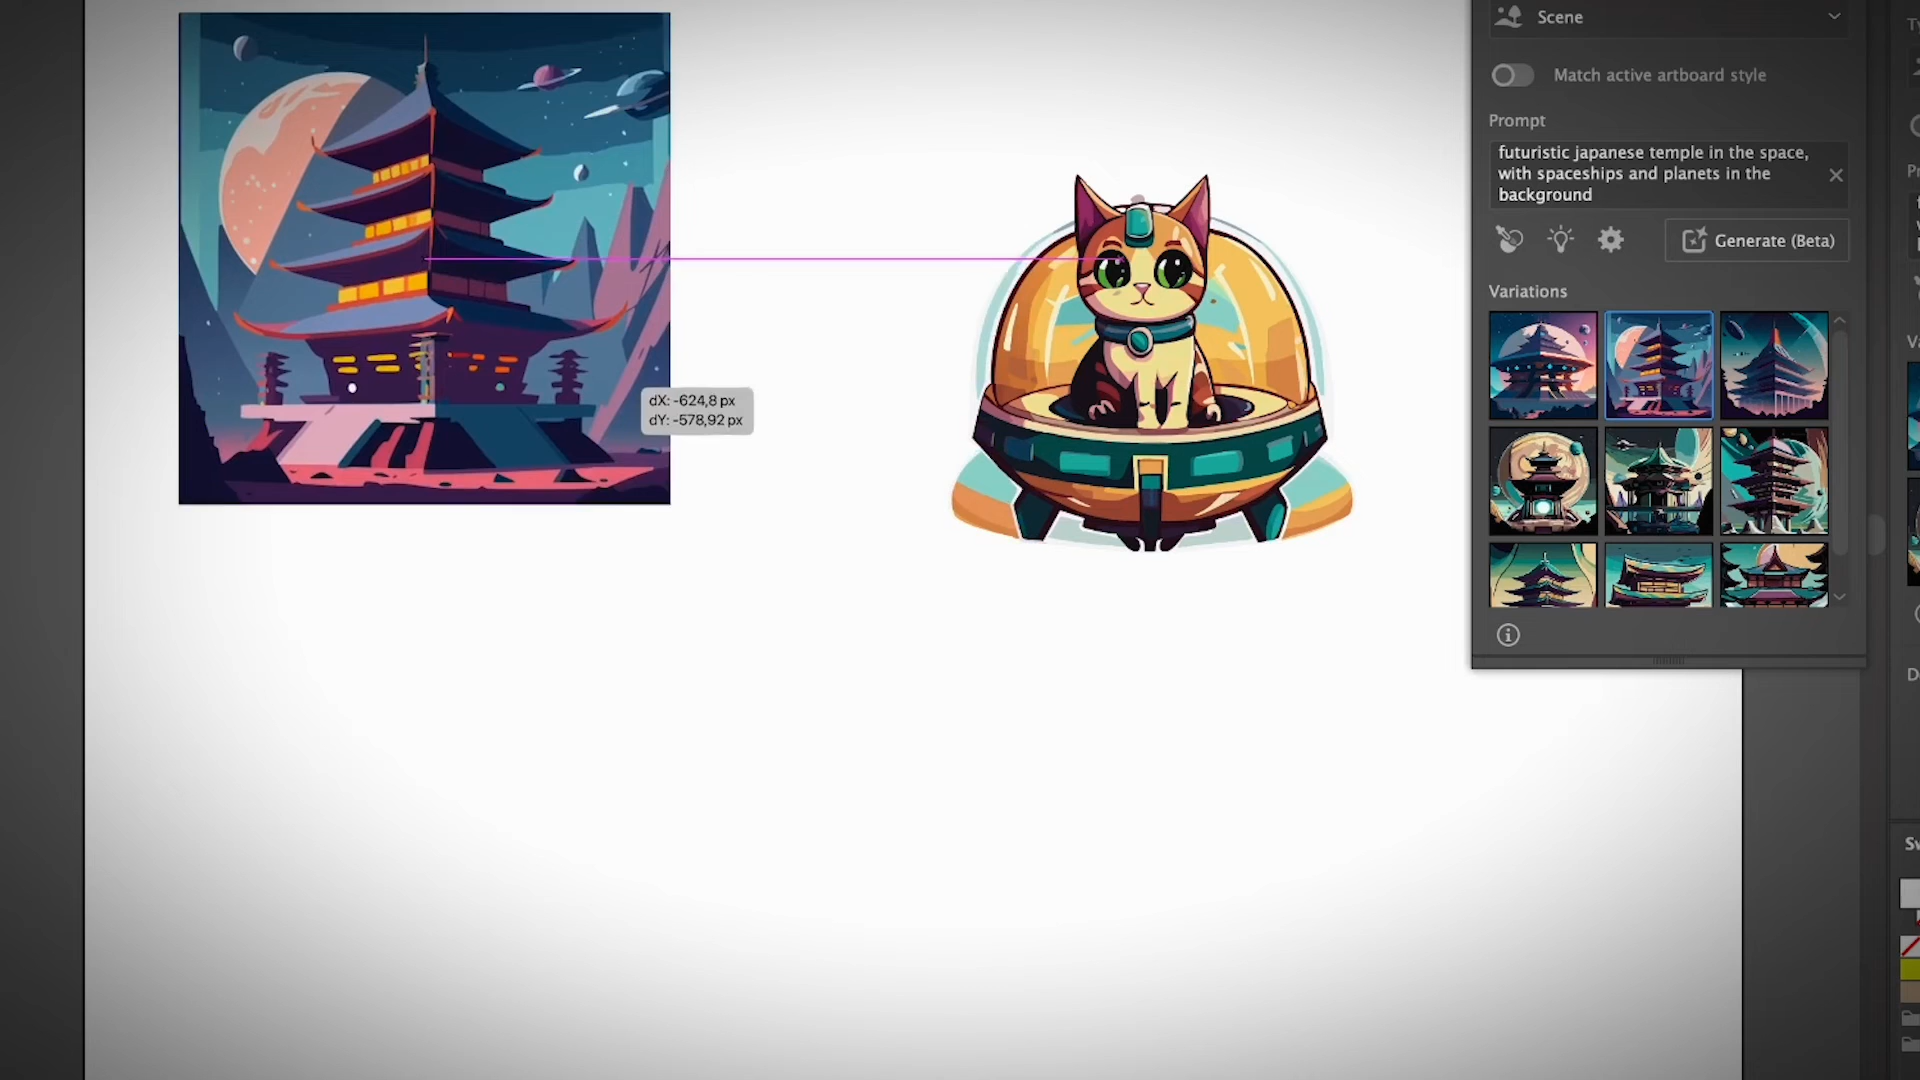 Scene
Match active artboard style
Prompt
futuristic japanese temple in the space,
with spaceships and planets in the
background
Generate (Beta)
Variations
dX: -624,8 px
dY: -578,92 px